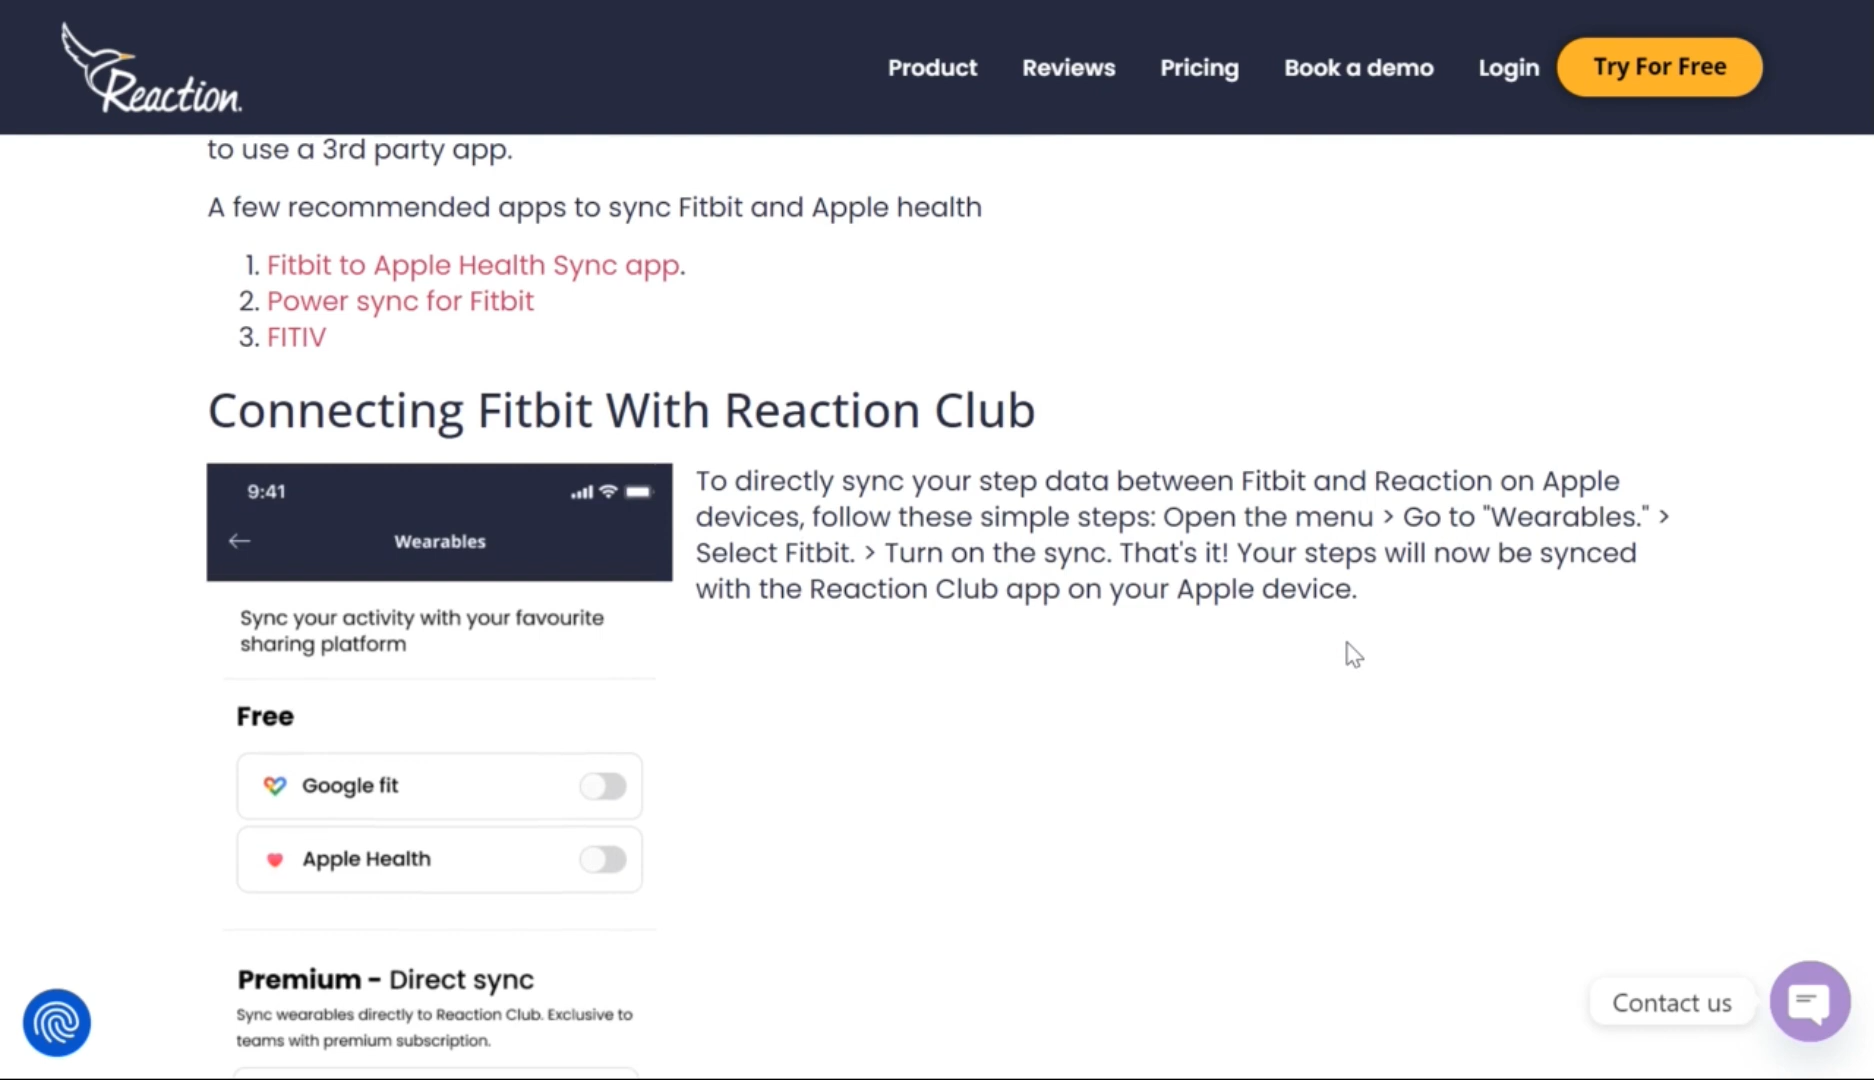 Reaction.
Product Reviews Pricing Book a demo Login Try For Free
to use a 3rd party app.
A few recommended apps to sync Fitbit and Apple health
1. Fitbit to Apple Health Sync app.
2. Power sync for Fitbit
3. FITIV
Connecting Fitbit With Reaction Club
9:41
Wearables
Sync your activity with your favourite
sharing platform
Free
Google fit
Apple Health
Premium - Direct sync
Sync wearables directly to Reaction Club. Exclusive to
teams with premium subscription.
To directly sync your step data between Fitbit and Reaction on Apple
devices, follow these simple steps: Open the menu > Go to "Wearables." >
Select Fitbit. > Turn on the sync. That's it! Your steps will now be synced
with the Reaction Club app on your Apple device.
Contact us